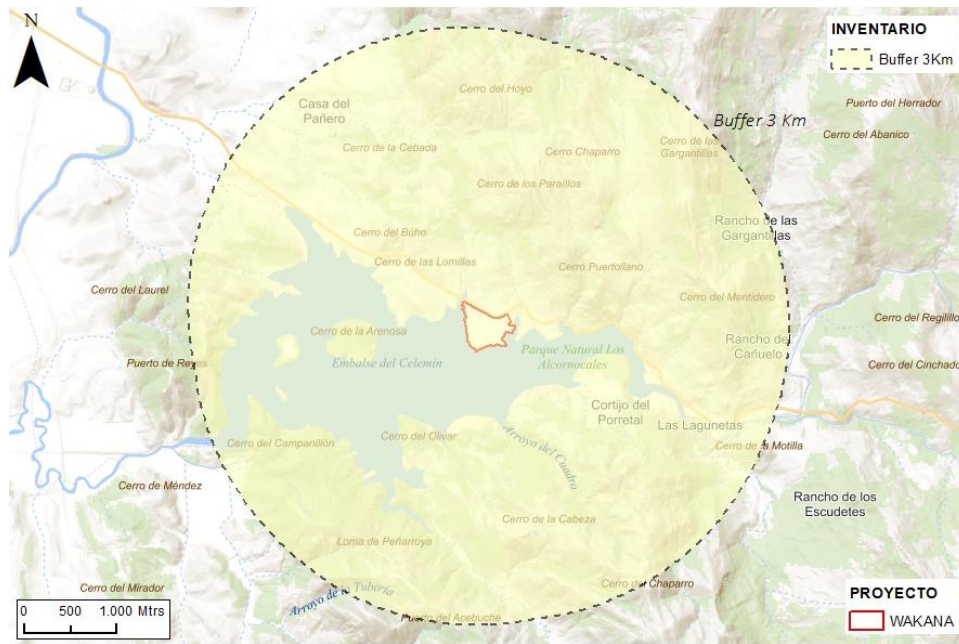 N
INVENTARIO
Buffer 3Km
Cerro del Hoyo
Casa del
Pañero
Puerto del Herrador
Buffer 3 Km
Cerro del Abanico
Cerro de la Cebada
Cerro Chaparro
Cerro de las
Gargantillas
Cerro de los Paraillos
Rancho de las
Gargantillas
Cerro del Búho
Cerro de las Lomillas
Cerro Puertollano
Cerro del Laurel
Cerro del Mentidero
Cerro del Regilillo
Cerro de la Arenosa
Rancho del
Cañuelo
Puerto de Reyes
Embalse del Celemín
Parque Natural Los
Alcornocales
Cerro del Cinchado
Cortijo del
Porretal
Las Lagunetas
Cerro del Campanillón
Cerro del Olivar
Arroyo del Cuadro
Cerro de la Motilla
Cerro de Méndez
Rancho de los
Escudetes
Cerro de la Cabeza
Loma de Peñarroya
Cerro del Mirador
Arroyo de la Tubería
Cerro del Chaparro
Puerto del Acebuche
0 500 1.000 Mtrs
PROYECTO
WAKANA